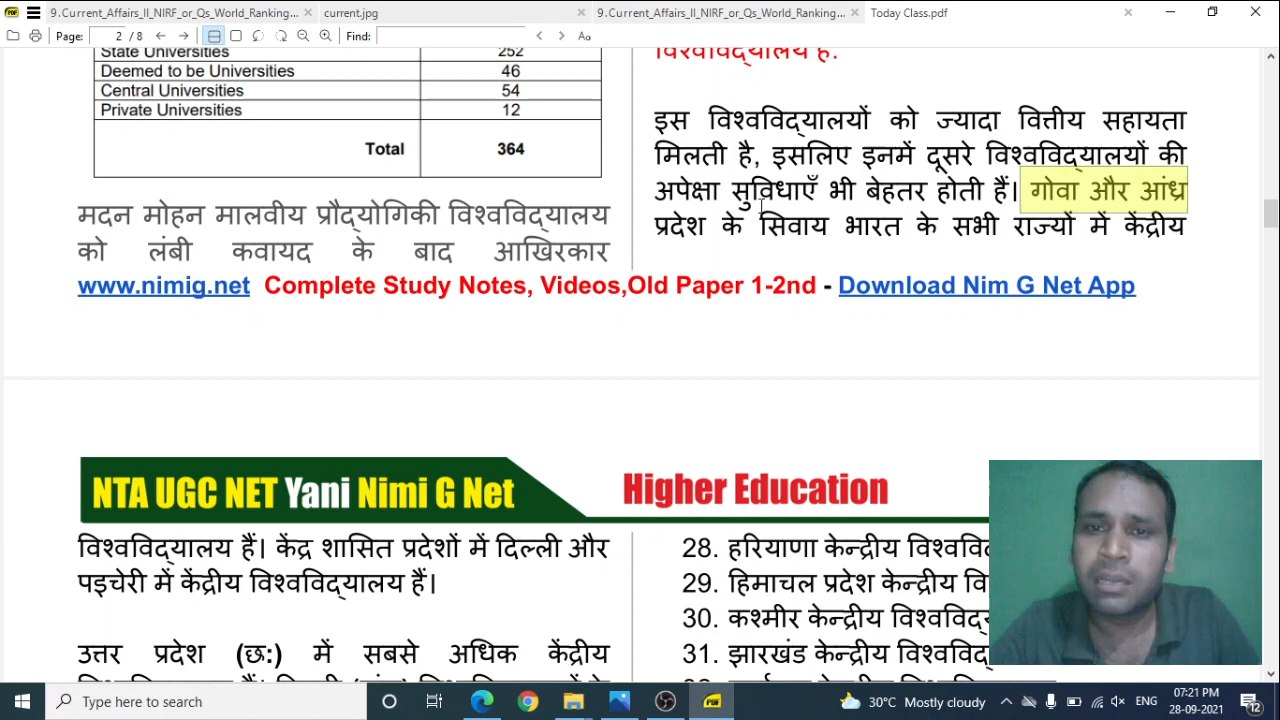 9.Current_Affairs_II_NIRF_or_Qs_World_Ranking...
current.jpg
9.Current_Affairs_II_NIRF_or_Qs_World_Ranking...
Today Class.pdf
Page: 2 / 8 Find: Aa
State Universities 252
Deemed to be Universities 46
Central Universities 54
Private Universities 12
Total 364
मदन मोहन मालवीय प्रौद्योगिकी विश्वविद्यालय
को लंबी कवायद के बाद आखिरकार
विश्वविद्यालय हैं.
इस विश्वविद्यालयों को ज्यादा वित्तीय सहायता
मिलती है, इसलिए इनमें दूसरे विश्वविद्यालयों की
अपेक्षा सुविधाएँ भी बेहतर होती हैं। गोवा और आंध्र
प्रदेश के सिवाय भारत के सभी राज्यों में केंद्रीय
www.nimig.net Complete Study Notes, Videos,Old Paper 1-2nd - Download Nim G Net App
NTA UGC NET Yani Nimi G Net
Higher Education
विश्वविद्यालय हैं। केंद्र शासित प्रदेशों में दिल्ली और
पइचेरी में केंद्रीय विश्वविद्यालय हैं।
उत्तर प्रदेश (छ:) में सबसे अधिक केंद्रीय
28. हरियाणा केन्द्रीय विश्ववि
29. हिमाचल प्रदेश केन्द्रीय वि
30. कश्मीर केन्द्रीय विश्वविद्
31. झारखंड केन्द्रीय विश्वविद्
Type here to search
30°C Mostly cloudy
ENG
07:21 PM
28-09-2021
12